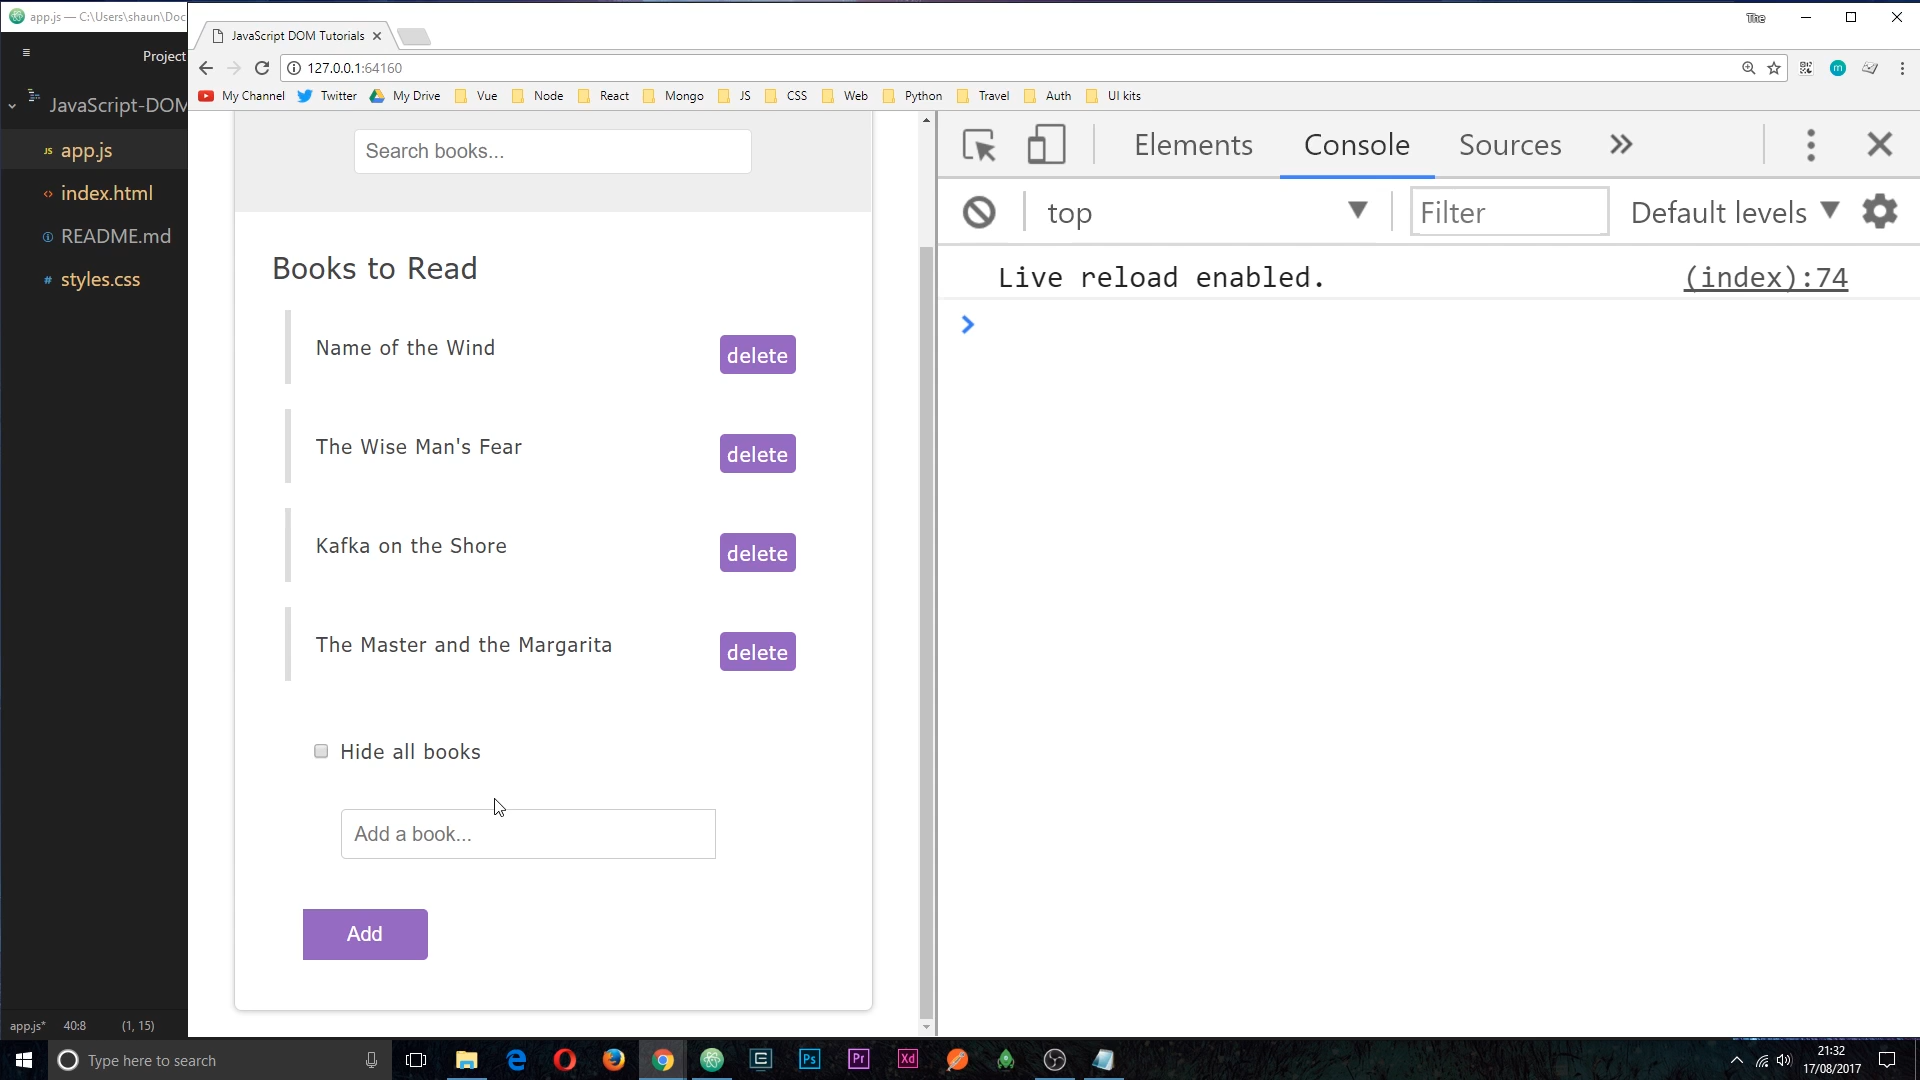 app.js — C:\Users\shaun\Doc
JavaScript DOM Tutorials
The
Project
127.0.0.1:64160
My Channel Twitter My Drive Vue Node React Mongo JS CSS Web Python Travel Auth UI kits
JavaScript-DOM
JS app.js
index.html
README.md
# styles.css
Search books...
Books to Read
Name of the Wind delete
The Wise Man's Fear delete
Kafka on the Shore delete
The Master and the Margarita delete
Hide all books
Add a book...
Add
Elements Console Sources »
top Filter Default levels
Live reload enabled. (index):74
app.js* 40:8 (1, 15)
Type here to search
Ps Pr Xd
21:32
17/08/2017